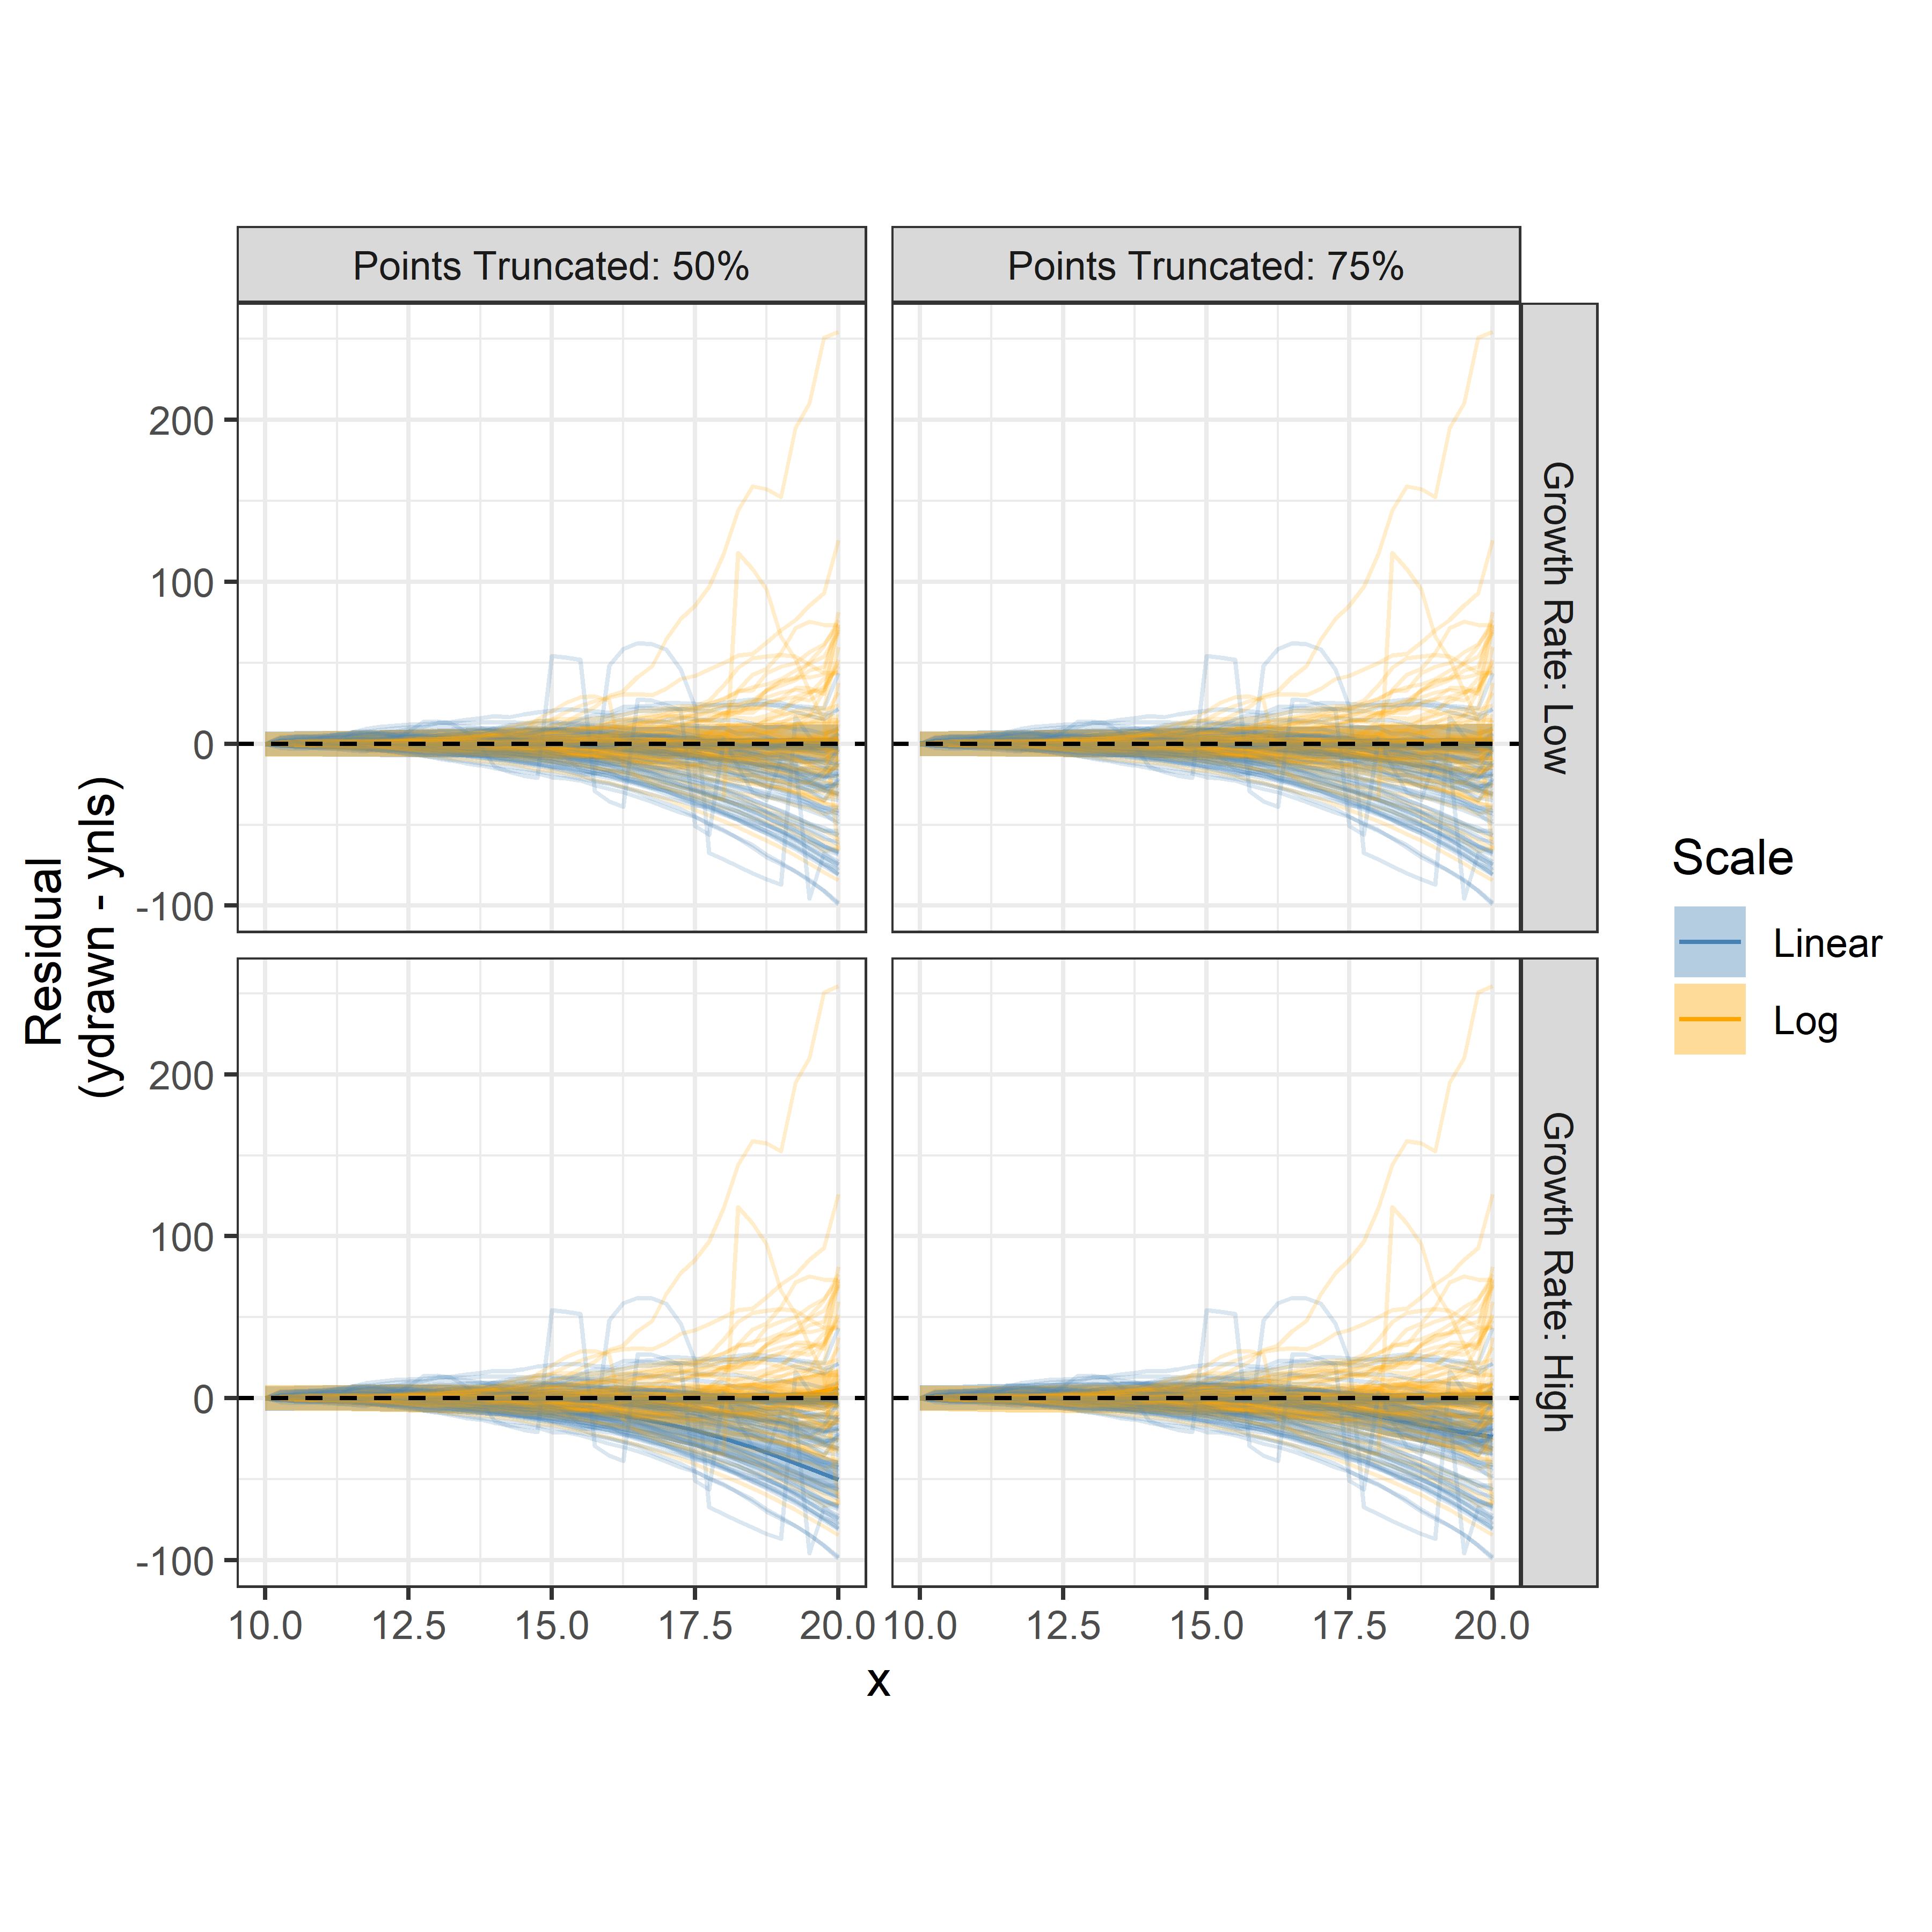 Points Truncated: 50%
Points Truncated: 75%
Growth Rate: Low
Growth Rate: High
200
100
0
-100
200
100
0
-100
Residual
(ydrawn - ynls)
10.0 12.5 15.0 17.5 20.0
10.0 12.5 15.0 17.5 20.0
x
Scale
Linear
Log